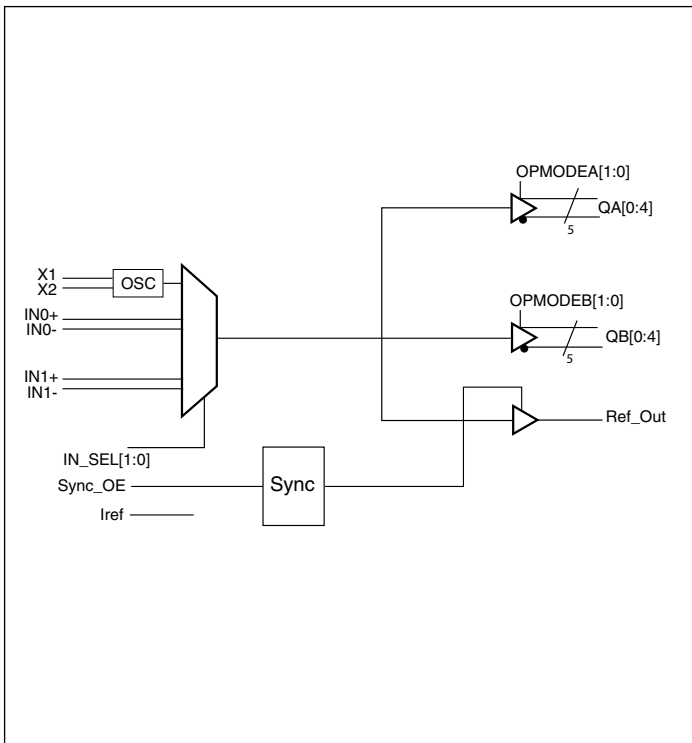 OPMODEA[1:0]
QA[0:4]
5
X1
X2
OSC
IN0+
IN0-
OPMODEB[1:0]
QB[0:4]
5
IN1+
IN1-
Ref_Out
IN_SEL[1:0]
Sync_OE
Sync
Iref